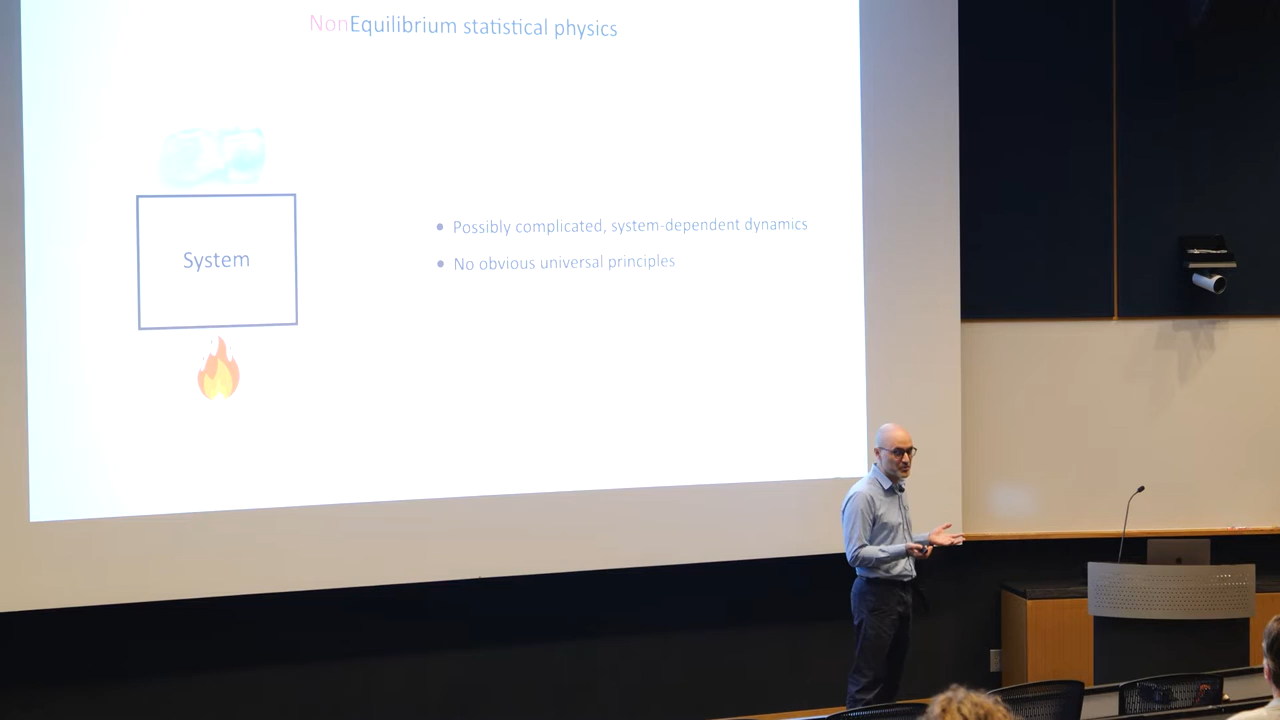 NonEquilibrium statistical physics
System
• Possibly complicated, system-dependent dynamics
• No obvious universal principles